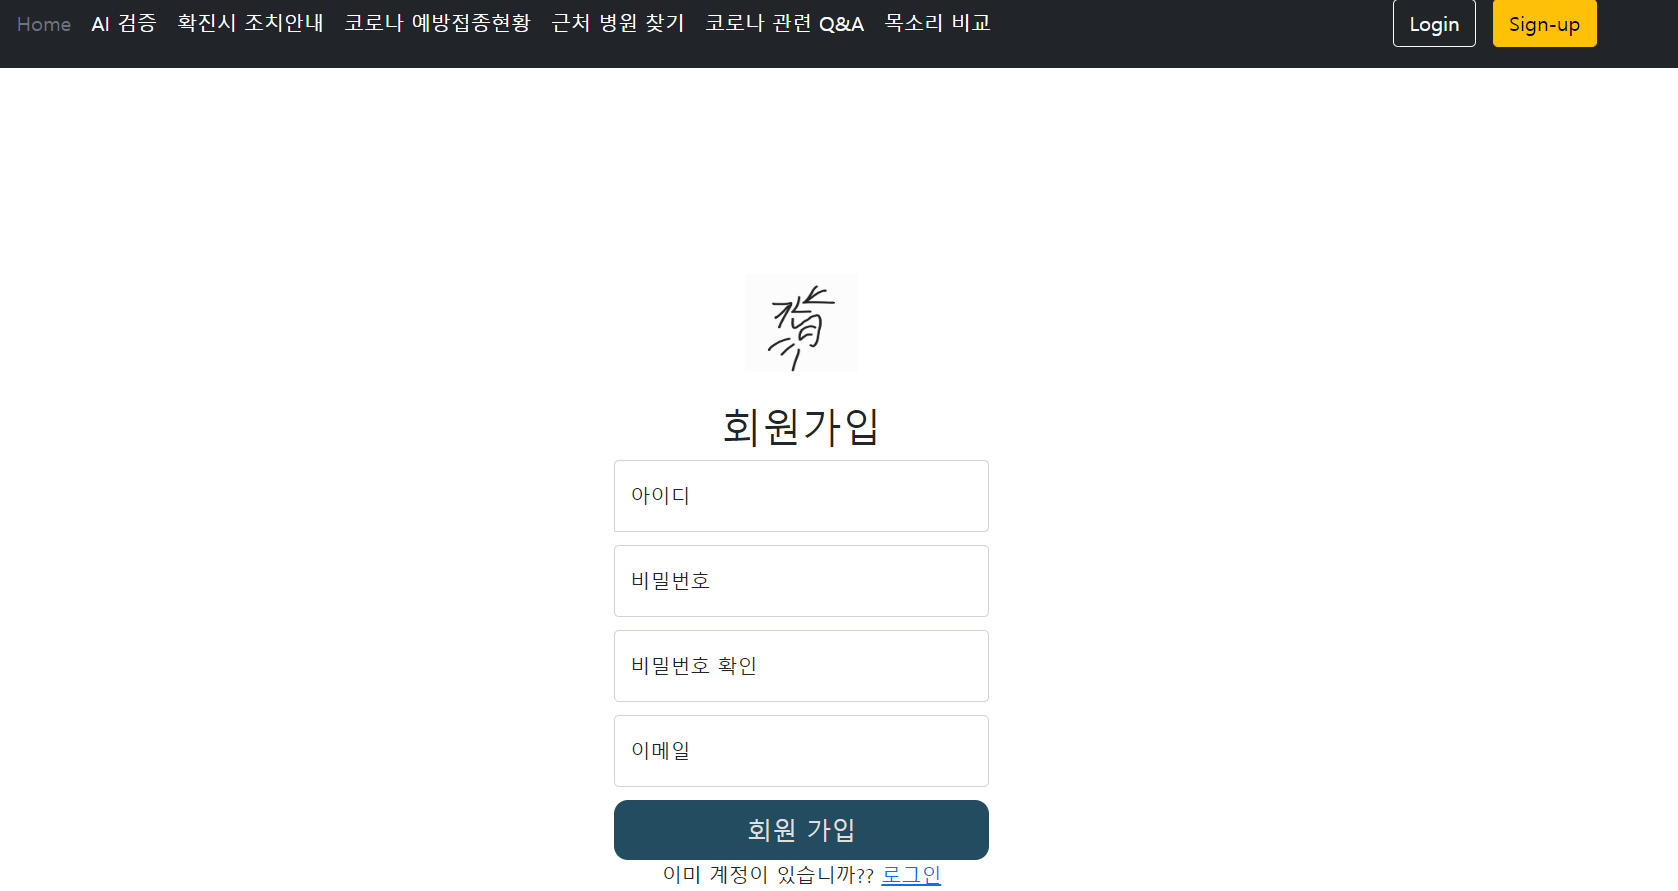 Home AI 검증 확진시 조치안내 코로나 예방접종현황 근처 병원 찾기 코로나 관련 Q&A 목소리 비교 Login Sign-up
회원가입
아이디
비밀번호
비밀번호 확인
이메일
회원 가입
이미 계정이 있습니까?? 로그인